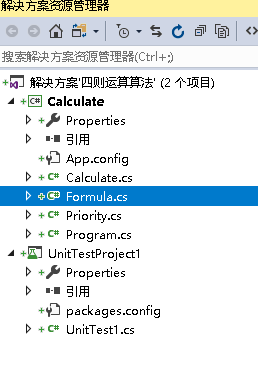 解决方案资源管理器
搜索解决方案资源管理器(Ctrl+;)
解决方案'四则运算算法' (2 个项目)
Calculate
Properties
引用
App.config
Calculate.cs
Formula.cs
Priority.cs
Program.cs
UnitTestProject1
Properties
引用
packages.config
UnitTest1.cs